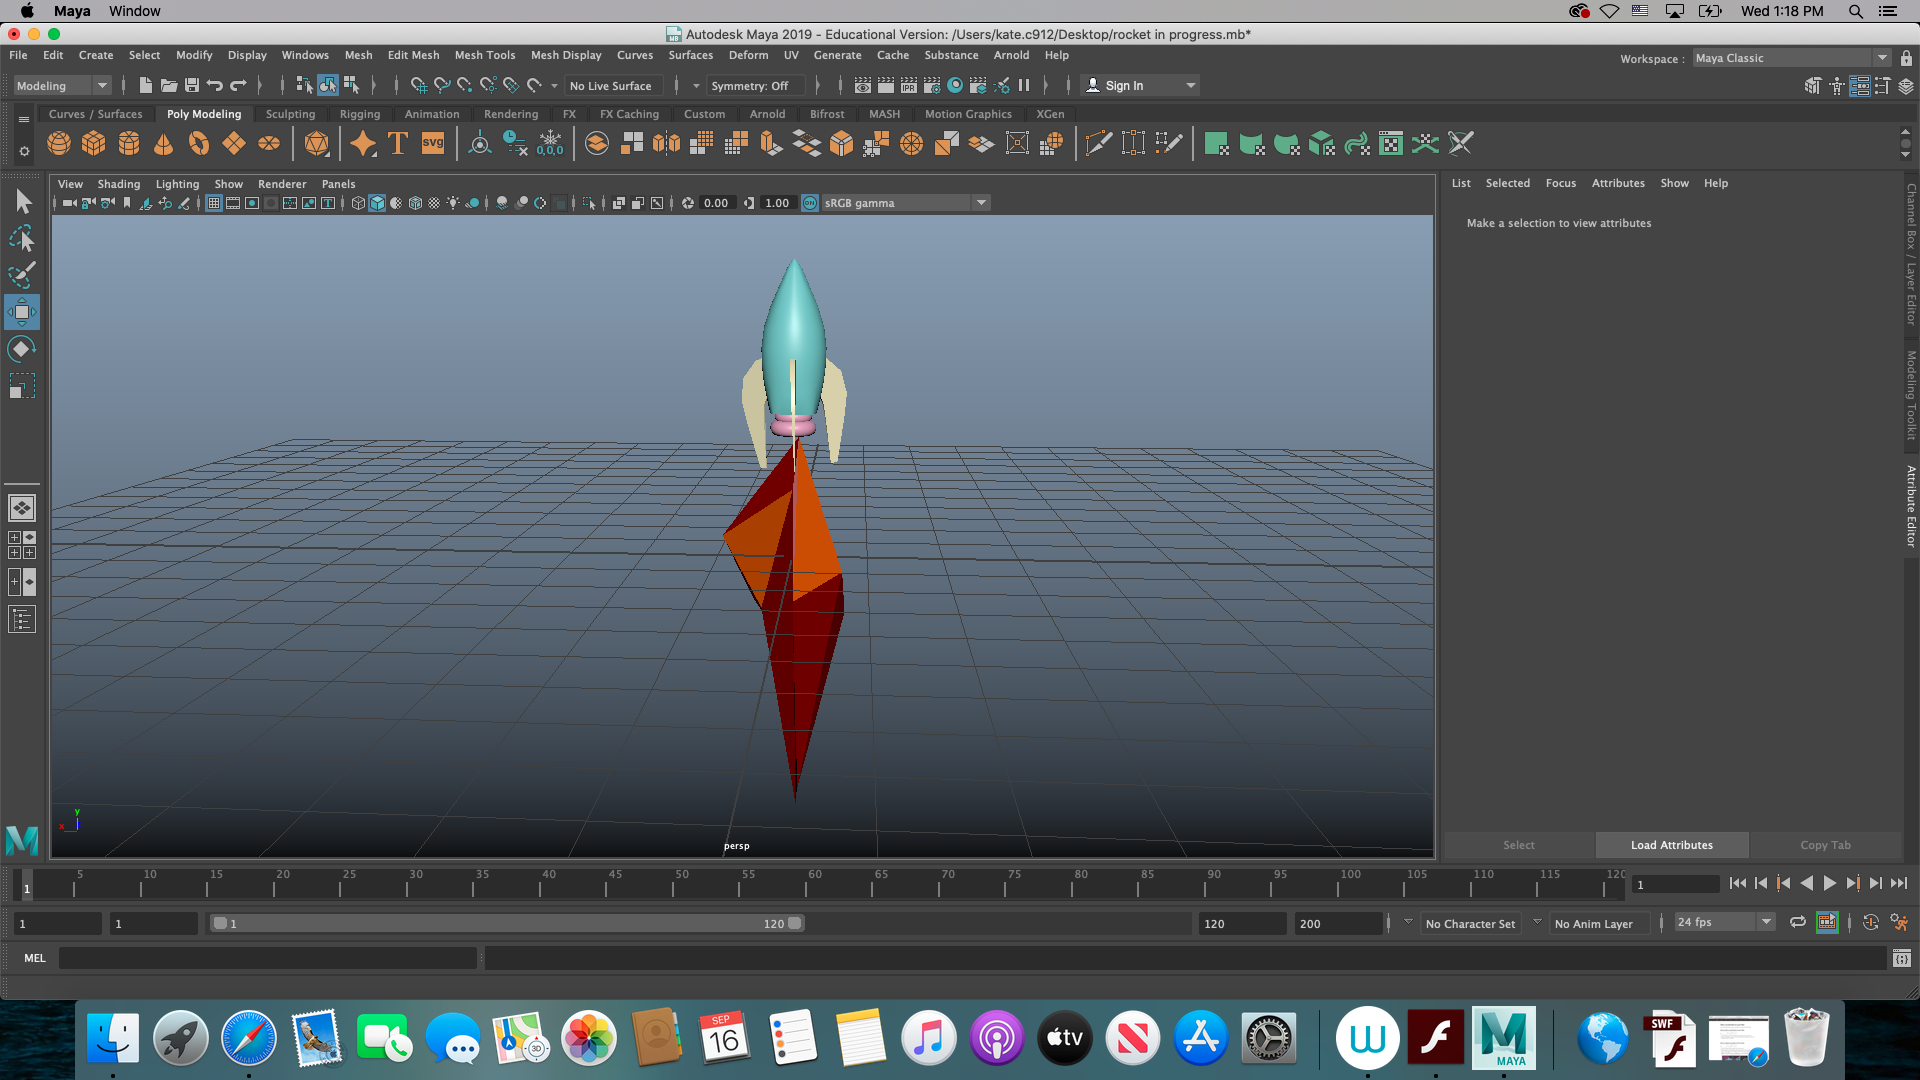 Maya Window Wed 1:18 PM
Autodesk Maya 2019 - Educational Version: /Users/kate.c912/Desktop/rocket in progress.mb*
File Edit Create Select Modify Display Windows Mesh Edit Mesh Mesh Tools Mesh Display Curves Surfaces Deform UV Generate Cache Substance Arnold Help
Workspace : Maya Classic
Modeling No Live Surface Symmetry: Off IPR Sign In
Curves / Surfaces Poly Modeling Sculpting Rigging Animation Rendering FX FX Caching Custom Arnold Bifrost MASH Motion Graphics XGen
T svg 0,0,0
View Shading Lighting Show Renderer Panels
0.00 1.00 ON sRGB gamma
List Selected Focus Attributes Show Help
Make a selection to view attributes
Channel Box / Layer Editor
Modeling Toolkit
Attribute Editor
y
x
persp
Select Load Attributes Copy Tab
5 10 15 20 25 30 35 40 45 50 55 60 65 70 75 80 85 90 95 100 105 110 115 120
1 1
1 1 1 120 120 200 No Character Set No Anim Layer 24 fps
MEL
M
SEP
16
3D
tv
W
MAYA
SWF